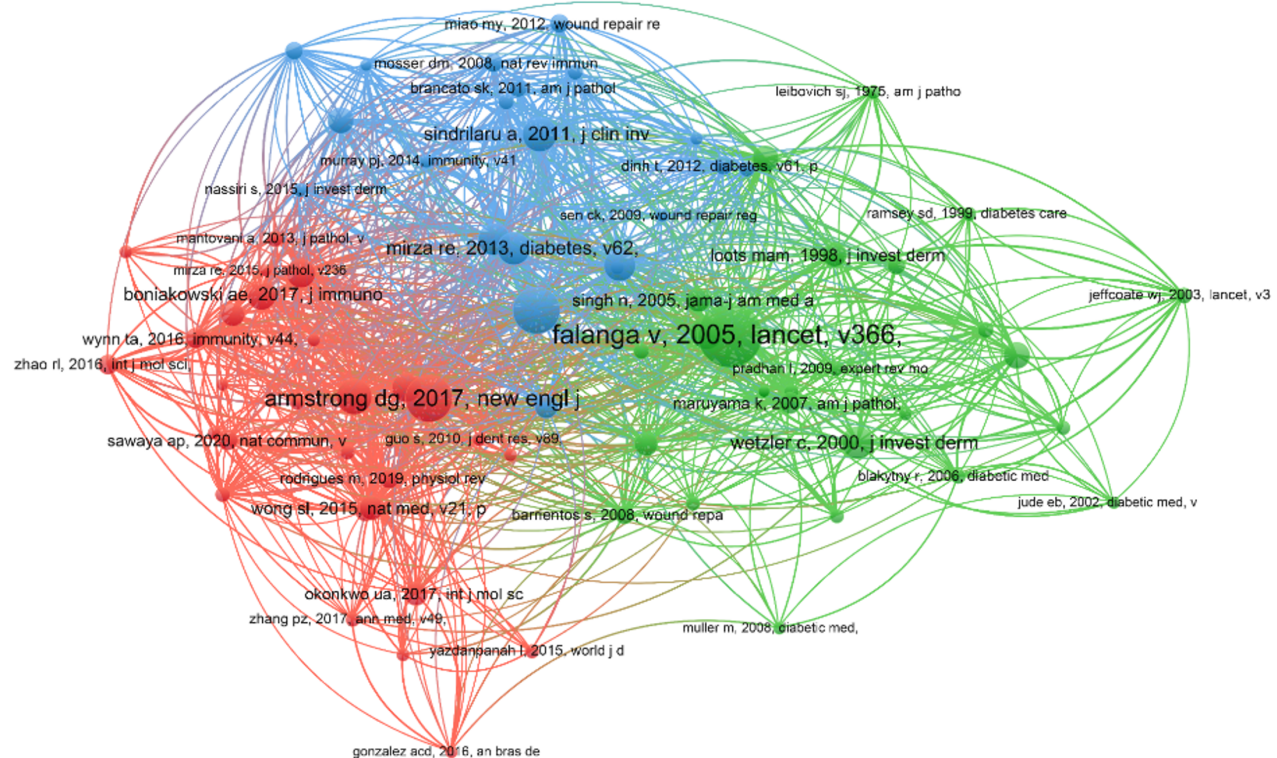 miao my, 2012, wound repair re
mosser dm, 2008, nat rev immun
brancato sk, 2011, am j pathol
leibovich sj, 1975, am j patho
sindrilaru a, 2011, j clin inv
murray pj, 2014, immunity, v41
dinh t, 2012, diabetes, v61, p
nassiri s, 2015, j invest derm
sen ck, 2009, wound repair reg
ramsey sd, 1999, diabetes care
mantovani a, 2013, j pathol, v
mirza re, 2013, diabetes, v62,
loots mam, 1998, j invest derm
mirza re, 2015, j pathol, v236
boniakowski ae, 2017, j immuno
singh n, 2005, jama-j am med a
jeffcoate wj, 2003, lancet, v3
falanga v, 2005, lancet, v366,
wynn ta, 2016, immunity, v44,
zhao rl, 2016, int j mol sci,
pradhan l, 2009, expert rev mo
armstrong dg, 2017, new engl j
maruyama k, 2007, am j pathol,
sawaya ap, 2020, nat commun, v
guo s, 2010, j dent res, v89,
wetzler c, 2000, j invest derm
rodrigues m, 2019, physiol rev
blakytny r, 2006, diabetic med
wong sl, 2015, nat med, v21, p
barrientos s, 2008, wound repa
jude eb, 2002, diabetic med, v
okonkwo ua, 2017, int j mol sc
zhang pz, 2017, ann med, v49,
muller m, 2008, diabetic med,
yazdanpanah l, 2015, world j d
gonzalez acd, 2016, an bras de